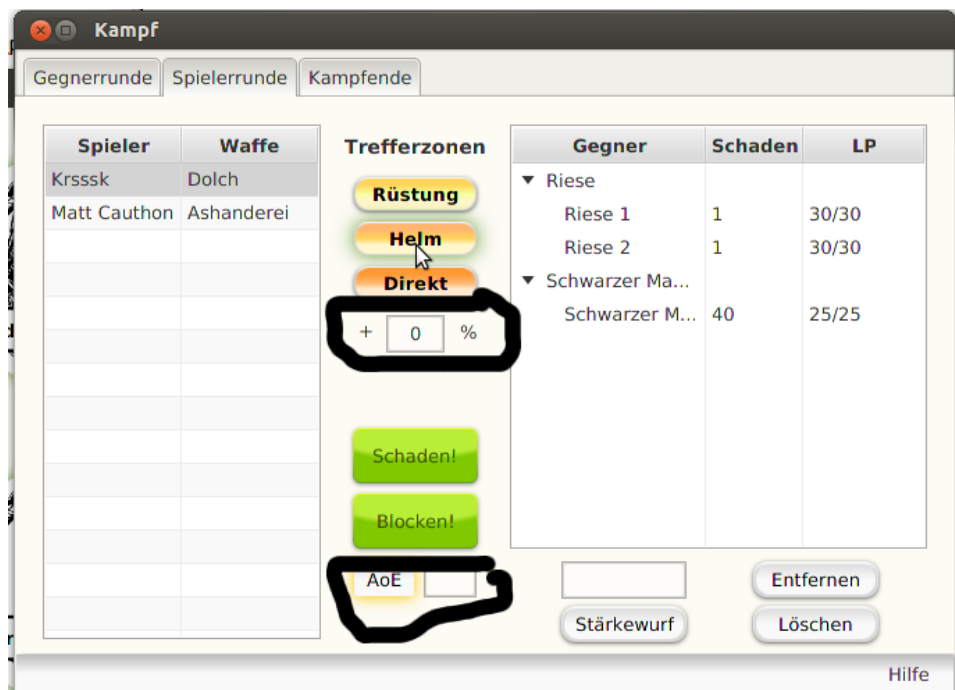 Kampf
Gegnerrunde Spielerrunde Kampfende
Spieler Waffe
Krsssk Dolch
Matt Cauthon Ashanderei
Trefferzonen
Rüstung
Helm
Direkt
+ 0 %
Schaden!
Blocken!
AoE
Gegner Schaden LP
Riese
Riese 1 1 30/30
Riese 2 1 30/30
Schwarzer Ma...
Schwarzer M... 40 25/25
Entfernen
Stärkewurf Löschen
Hilfe